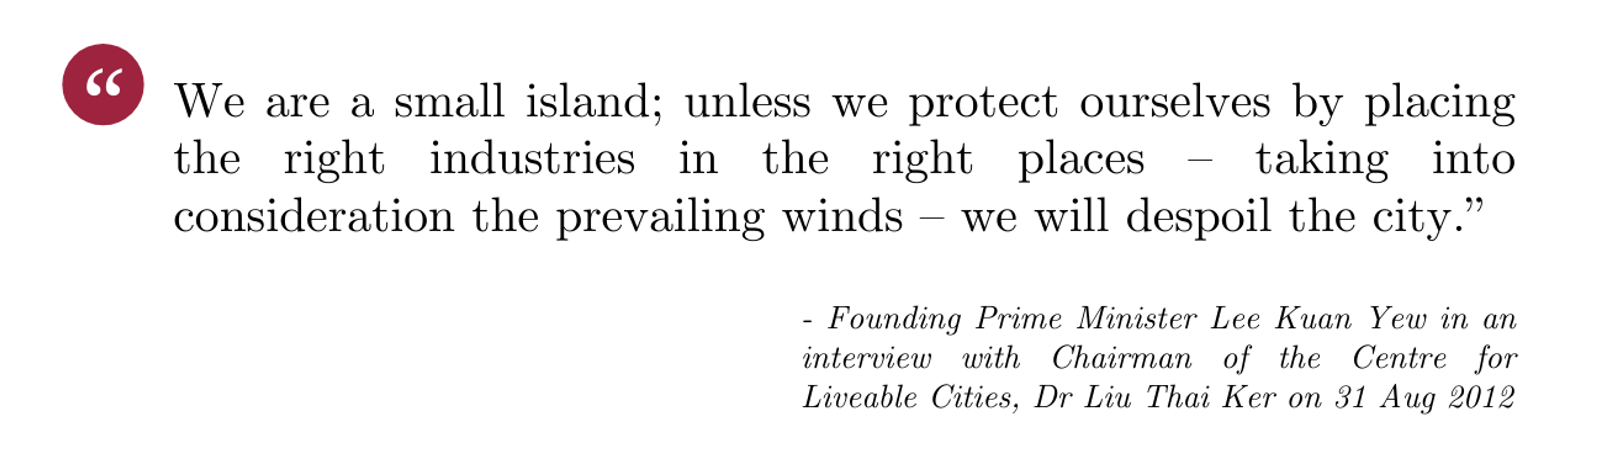 “
We are a small island; unless we protect ourselves by placing
the right industries in the right places – taking into
consideration the prevailing winds – we will despoil the city.”
- Founding Prime Minister Lee Kuan Yew in an
interview with Chairman of the Centre for
Liveable Cities, Dr Liu Thai Ker on 31 Aug 2012